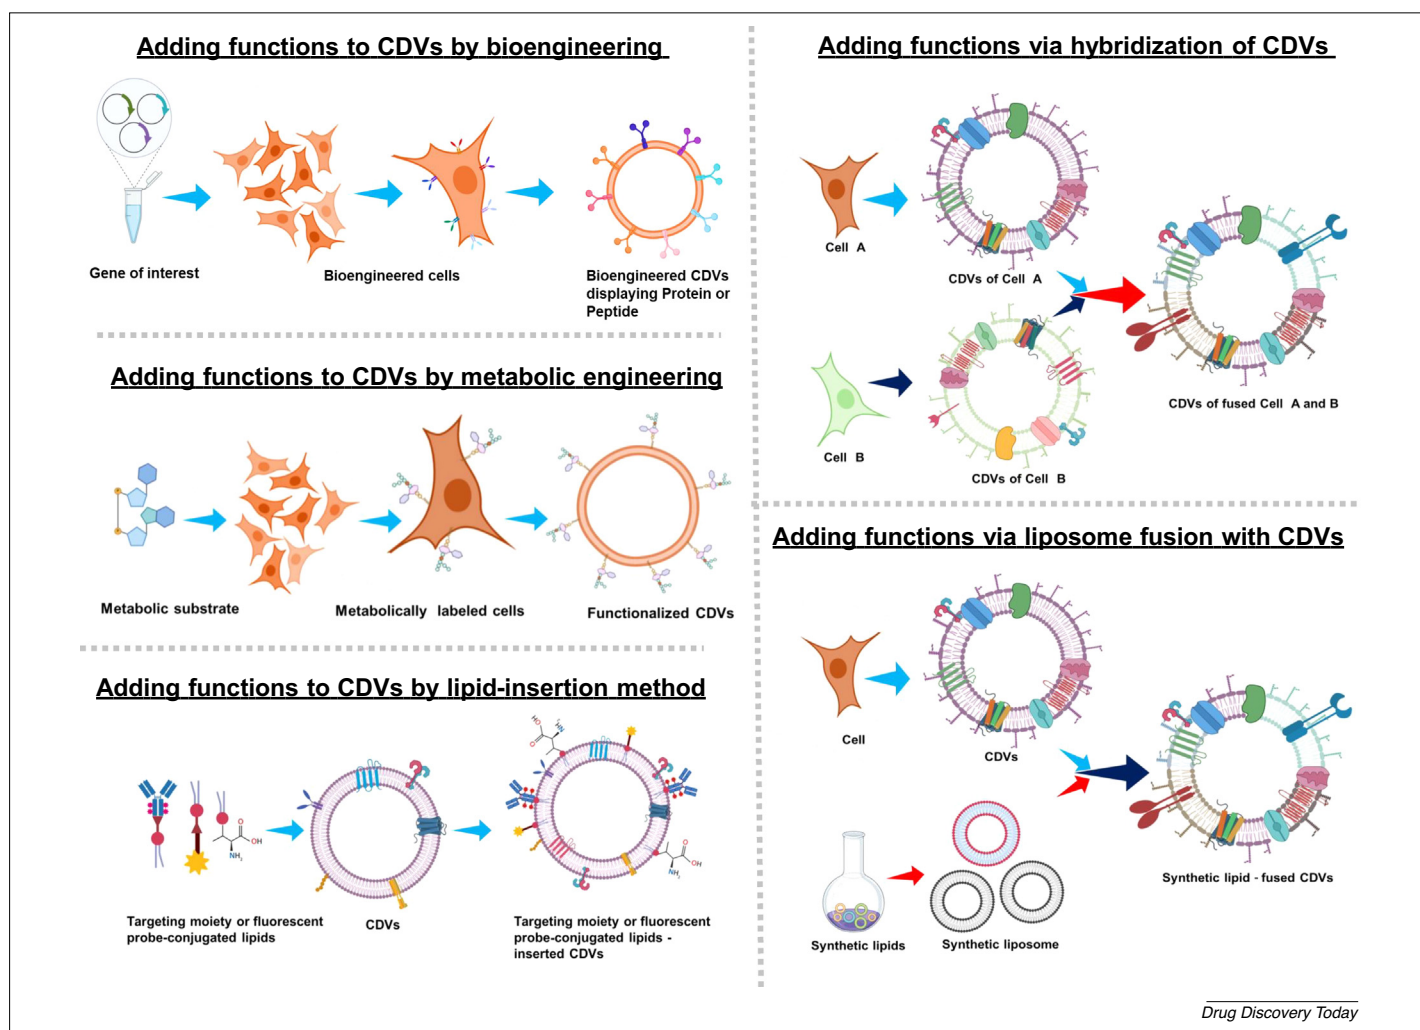 Adding functions to CDVs by bioengineering
Gene of interest
Bioengineered cells
Bioengineered CDVs
displaying Protein or
Peptide
Adding functions to CDVs by metabolic engineering
Metabolic substrate
Metabolically labeled cells
Functionalized CDVs
Adding functions to CDVs by lipid-insertion method
OH
O
NH2
HO
O
N
O
OH
NH2
Targeting moiety or fluorescent
probe-conjugated lipids
CDVs
Targeting moiety or fluorescent
probe-conjugated lipids -
inserted CDVs
Adding functions via hybridization of CDVs
Cell A
CDVs of Cell A
Cell B
CDVs of Cell B
CDVs of fused Cell A and B
Adding functions via liposome fusion with CDVs
Cell
CDVs
Synthetic lipids
Synthetic liposome
Synthetic lipid - fused CDVs
Drug Discovery Today